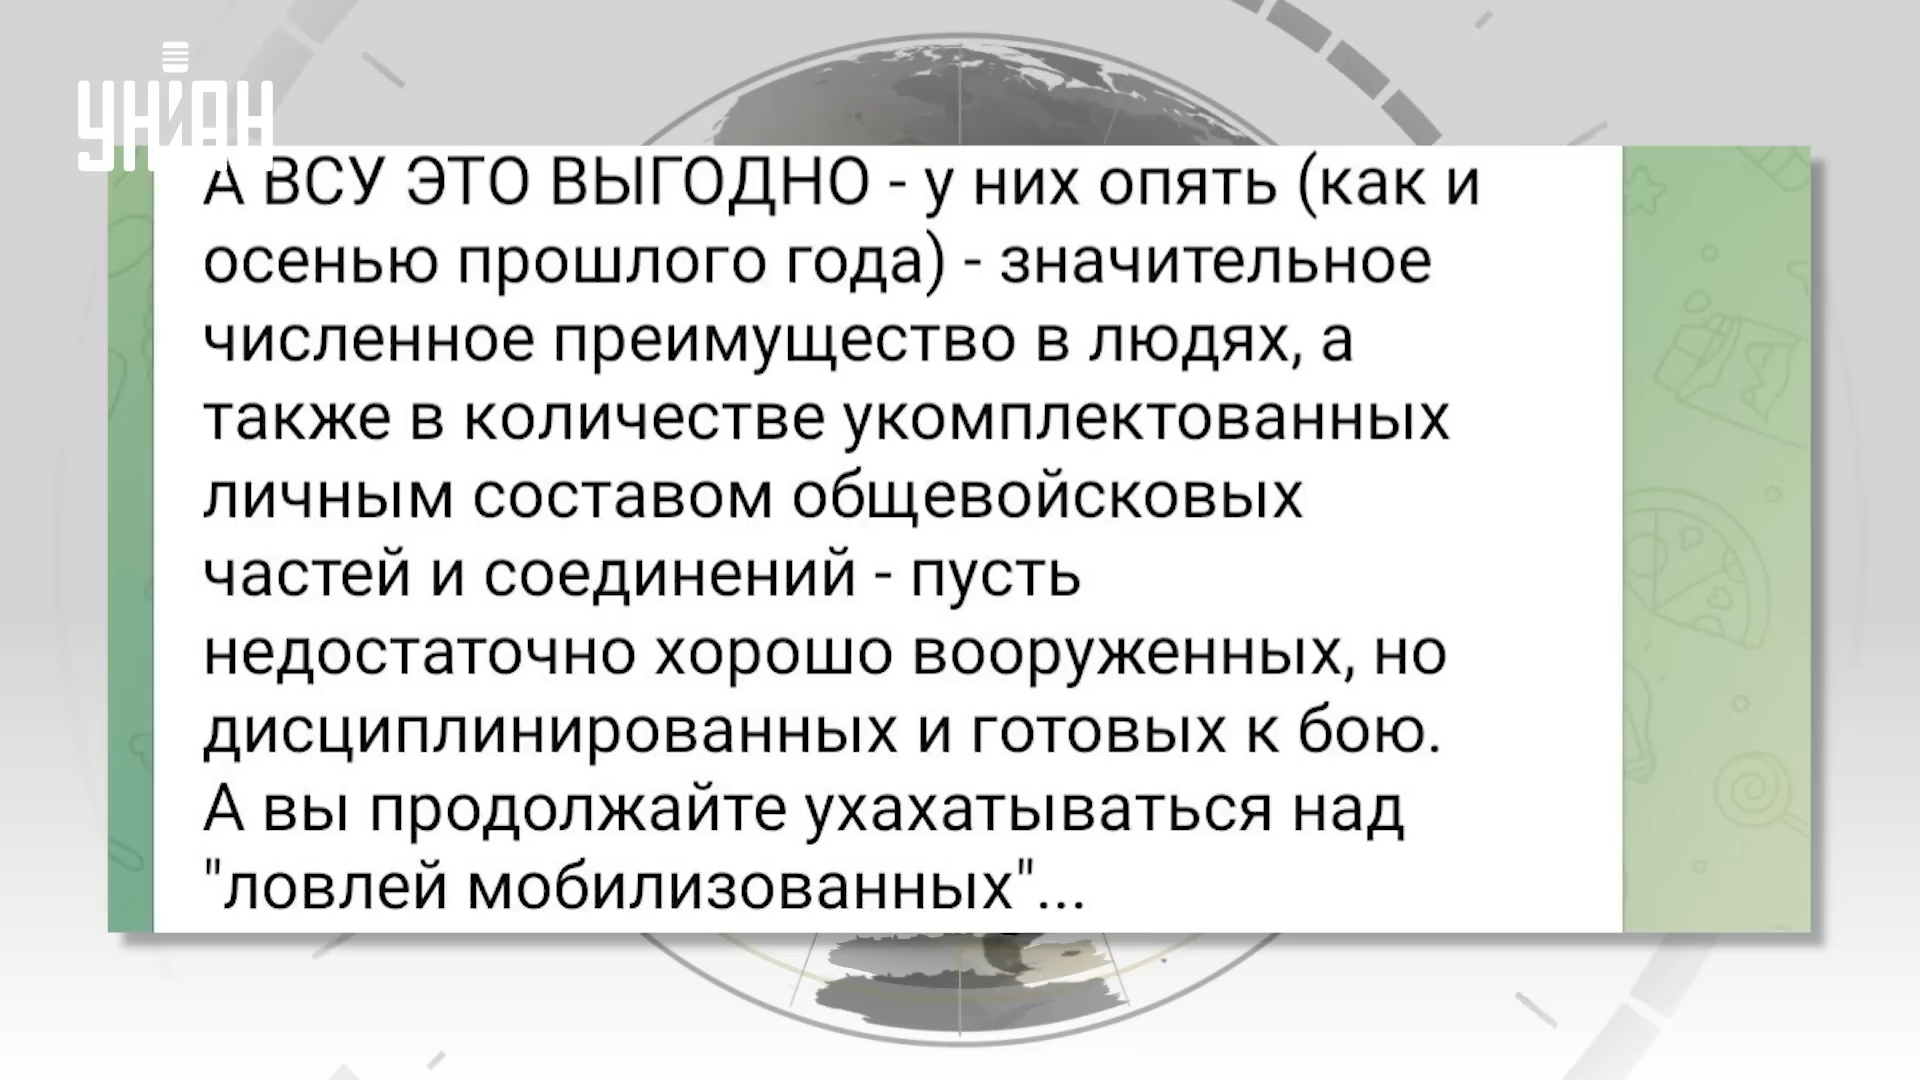 УНІАН
А ВСУ ЭТО ВЫГОДНО - у них опять (как и
осенью прошлого года) - значительное
численное преимущество в людях, а
также в количестве укомплектованных
личным составом общевойсковых
частей и соединений - пусть
недостаточно хорошо вооруженных, но
дисциплинированных и готовых к бою.
А вы продолжайте ухахатываться над
"ловлей мобилизованных"...